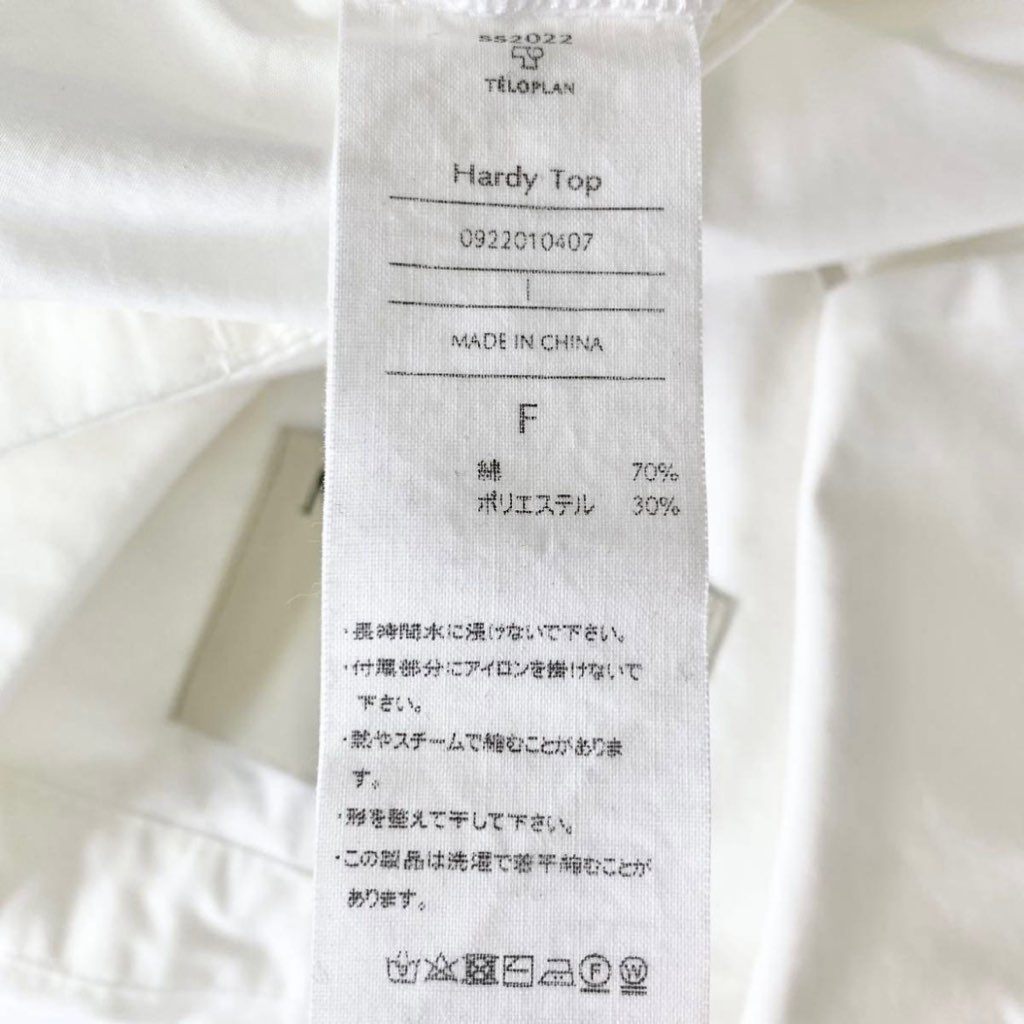 ss2022
TÉLOPLAN
Hardy Top
0922010407
|
MADE IN CHINA
F
綿 70%
ポリエステル 30%
・長時間水に浸けないで下さい。
・付属部分にアイロンを掛けないで
下さい。
・熱やスチームで縮むことがありま
す。
・形を整えて干して下さい。
・この製品は洗濯で若干縮むことが
あります。
F W